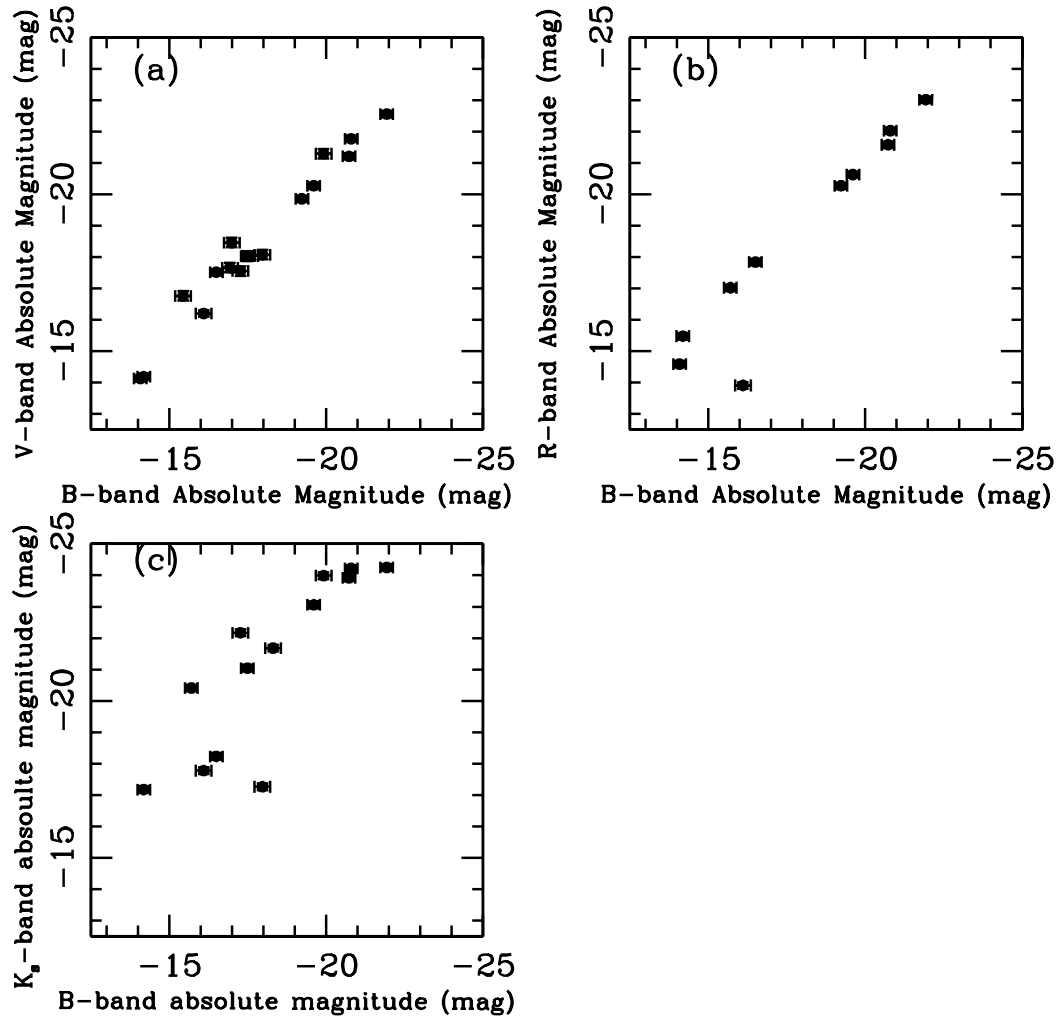 (a)
V-band Absolute Magnitude (mag)
-25
-20
-15
-15 -20 -25
B-band Absolute Magnitude (mag)
(b)
R-band Absolute Magnitude (mag)
-25
-20
-15
-15 -20 -25
B-band Absolute Magnitude (mag)
(c)
Ks-band absoulte magnitude (mag)
-25
-20
-15
-15 -20 -25
B-band absolute magnitude (mag)